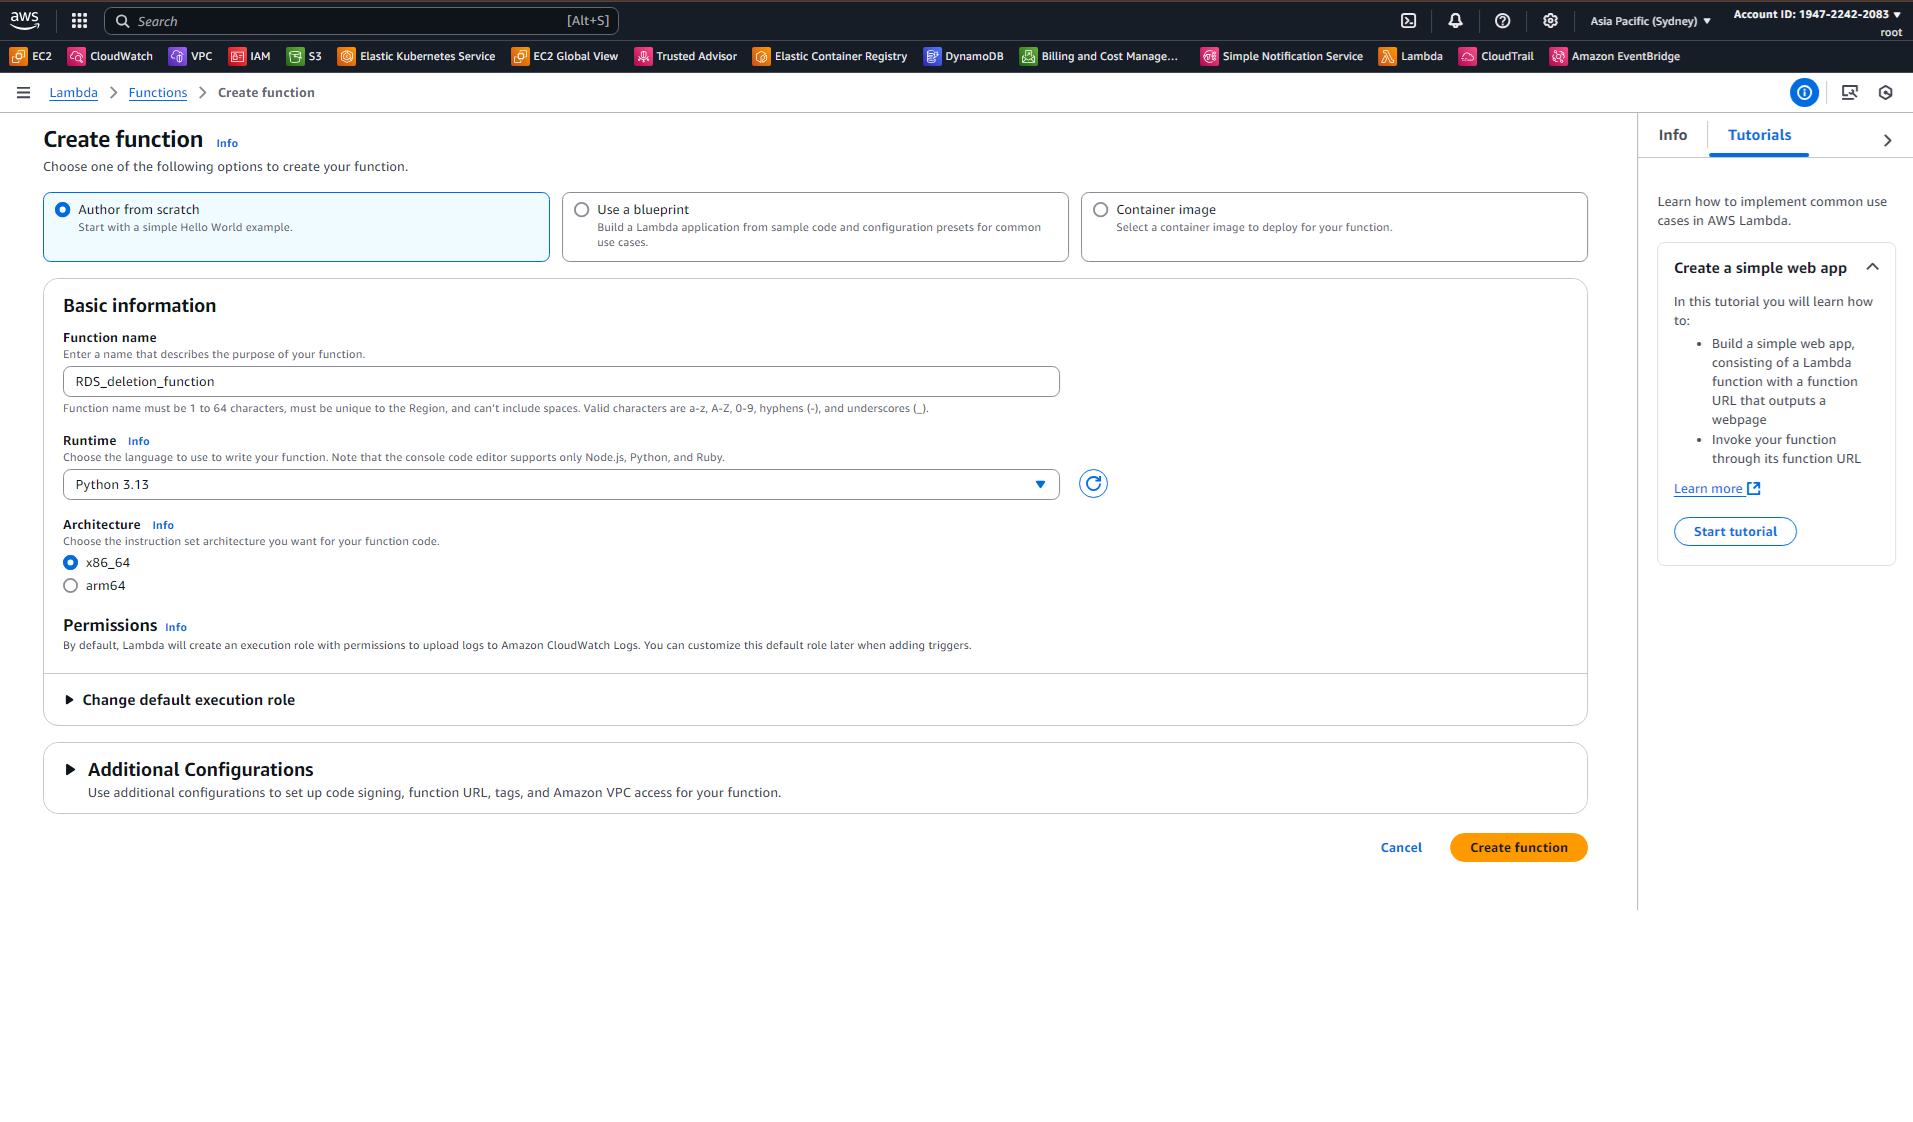 aws
Search
[Alt+S]
Asia Pacific (Sydney)
Account ID: 1947-2242-2083
root
EC2
CloudWatch
VPC
IAM
S3
Elastic Kubernetes Service
EC2 Global View
Trusted Advisor
Elastic Container Registry
DynamoDB
Billing and Cost Manage...
Simple Notification Service
Lambda
CloudTrail
Amazon EventBridge
Lambda
Functions
Create function
Create function Info
Choose one of the following options to create your function.
Author from scratch
Start with a simple Hello World example.
Use a blueprint
Build a Lambda application from sample code and configuration presets for common
use cases.
Container image
Select a container image to deploy for your function.
Basic information
Function name
Enter a name that describes the purpose of your function.
RDS_deletion_function
Function name must be 1 to 64 characters, must be unique to the Region, and can't include spaces. Valid characters are a-z, A-Z, 0-9, hyphens (-), and underscores (_).
Runtime Info
Choose the language to use to write your function. Note that the console code editor supports only Node.js, Python, and Ruby.
Python 3.13
Architecture Info
Choose the instruction set architecture you want for your function code.
x86_64
arm64
Permissions Info
By default, Lambda will create an execution role with permissions to upload logs to Amazon CloudWatch Logs. You can customize this default role later when adding triggers.
Change default execution role
Additional Configurations
Use additional configurations to set up code signing, function URL, tags, and Amazon VPC access for your function.
Cancel
Create function
Info
Tutorials
Learn how to implement common use
cases in AWS Lambda.
Create a simple web app
In this tutorial you will learn how
to:
• Build a simple web app,
consisting of a Lambda
function with a function
URL that outputs a
webpage
• Invoke your function
through its function URL
Learn more
Start tutorial